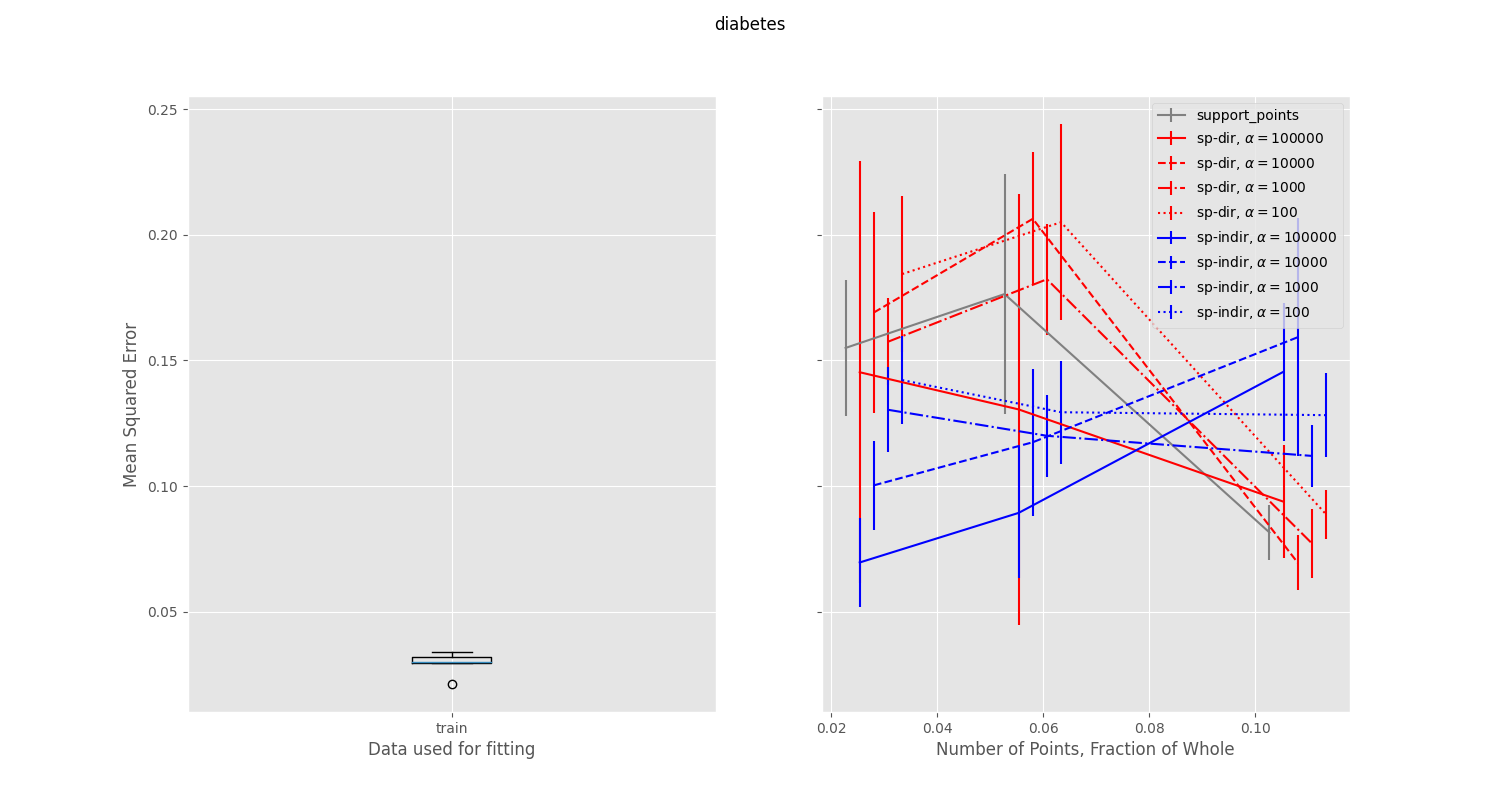 diabetes
Mean Squared Error
0.25
0.20
0.15
0.10
0.05
train
Data used for fitting
support_points
sp-dir, α = 100000
sp-dir, α = 10000
sp-dir, α = 1000
sp-dir, α = 100
sp-indir, α = 100000
sp-indir, α = 10000
sp-indir, α = 1000
sp-indir, α = 100
0.02 0.04 0.06 0.08 0.10
Number of Points, Fraction of Whole